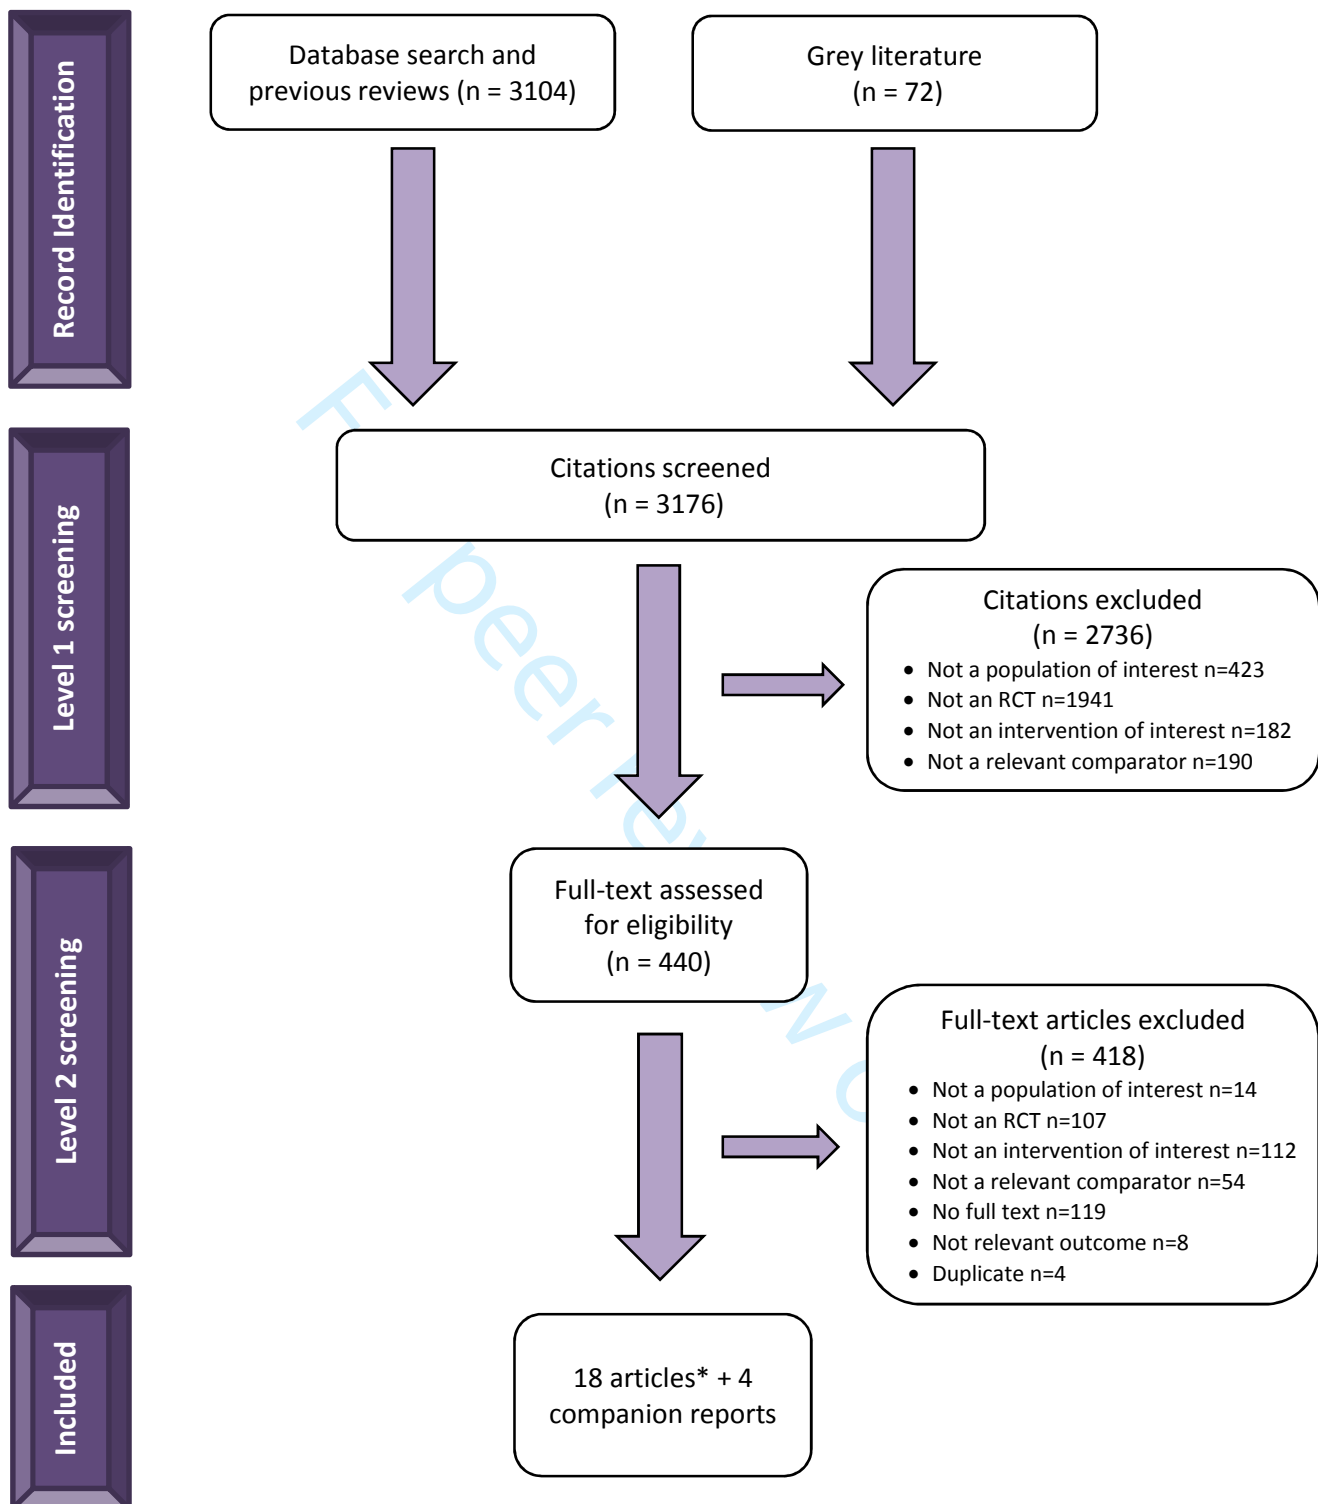 Record Identification
Database search and
previous reviews (n = 3104)
Grey literature
(n = 72)
Level 1 screening
Citations screened
(n = 3176)
Citations excluded
(n = 2736)
• Not a population of interest n=423
• Not an RCT n=1941
• Not an intervention of interest n=182
• Not a relevant comparator n=190
Level 2 screening
Full-text assessed
for eligibility
(n = 440)
Full-text articles excluded
(n = 418)
• Not a population of interest n=14
• Not an RCT n=107
• Not an intervention of interest n=112
• Not a relevant comparator n=54
• No full text n=119
• Not relevant outcome n=8
• Duplicate n=4
Included
18 articles* + 4
companion reports
peer